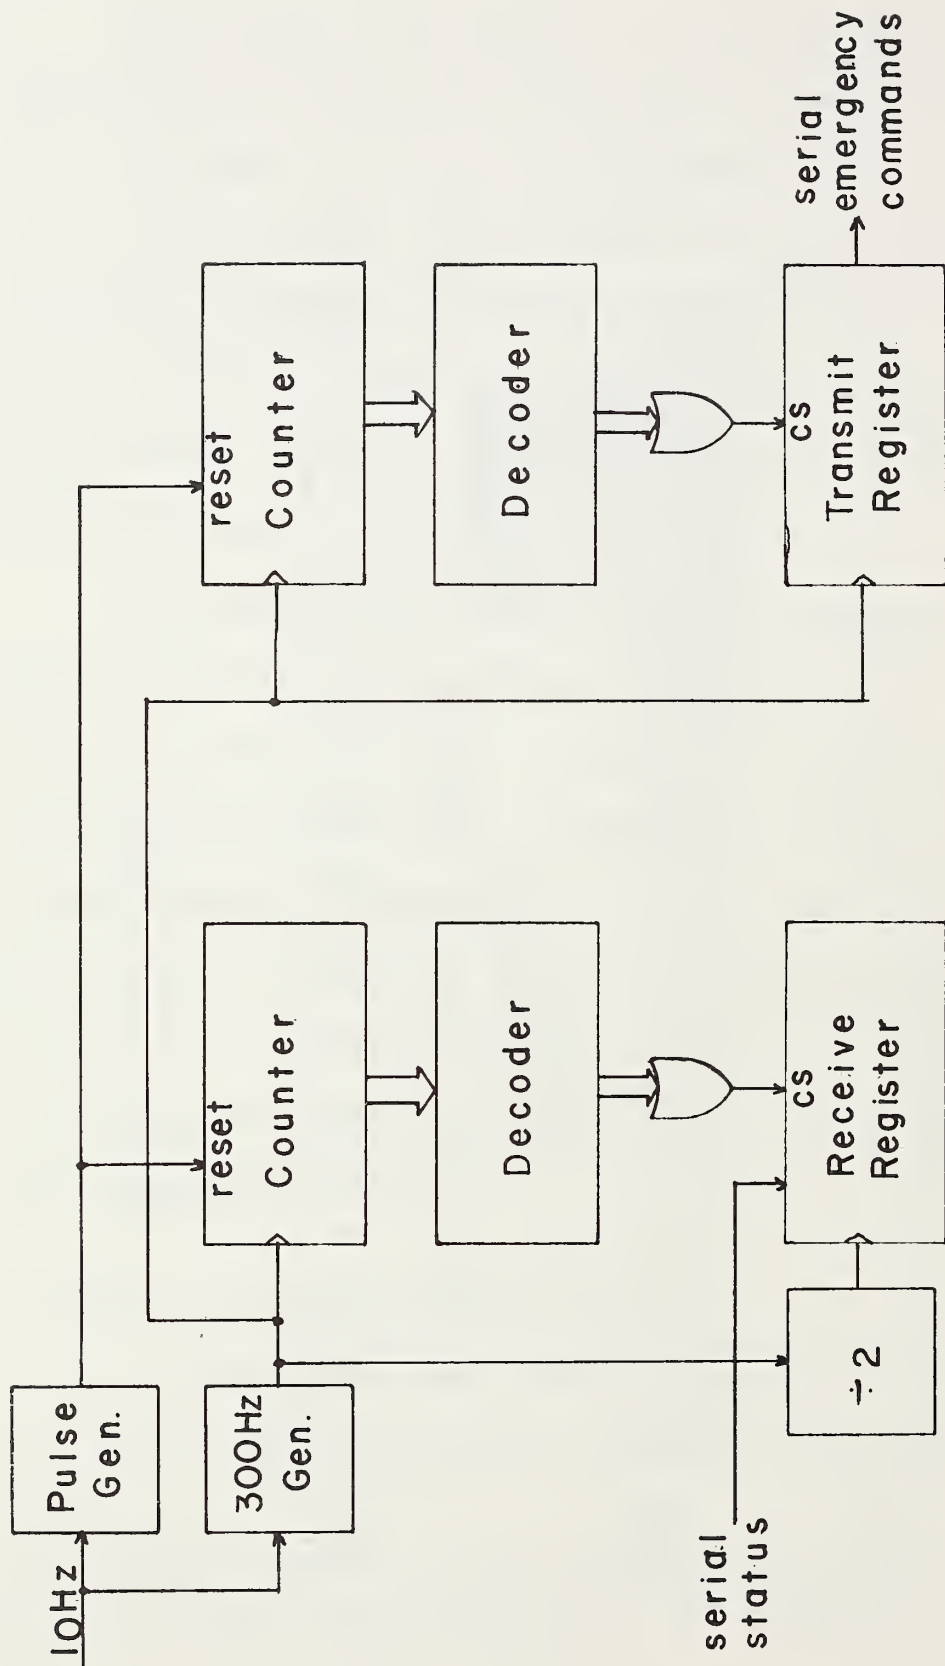 10Hz
Pulse
Gen.
300Hz
Gen.
reset
Counter
Decoder
cs
Receive
Register
÷2
serial
status
reset
Counter
Decoder
cs
Transmit
Register
serial
emergency
commands